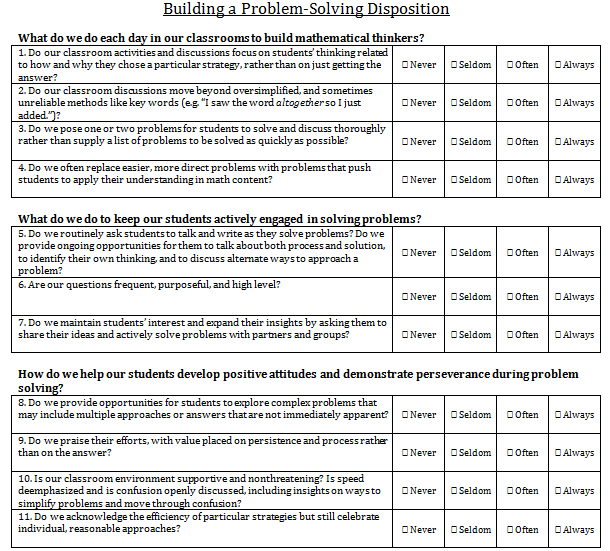 Building a Problem-Solving Disposition
What do we do each day in our classrooms to build mathematical thinkers?
1. Do our classroom activities and discussions focus on students' thinking related
to how and why they chose a particular strategy, rather than on just getting the
answer?
☐ Never ☐ Seldom ☐ Often ☐ Always
2. Do our classroom discussions move beyond oversimplified, and sometimes
unreliable methods like key words (e.g. "I saw the word altogether so I just
added.")?
☐ Never ☐ Seldom ☐ Often ☐ Always
3. Do we pose one or two problems for students to solve and discuss thoroughly
rather than supply a list of problems to be solved as quickly as possible?
☐ Never ☐ Seldom ☐ Often ☐ Always
4. Do we often replace easier, more direct problems with problems that push
students to apply their understanding in math content?
☐ Never ☐ Seldom ☐ Often ☐ Always
What do we do to keep our students actively engaged in solving problems?
5. Do we routinely ask students to talk and write as they solve problems? Do we
provide ongoing opportunities for them to talk about both process and solution,
to identify their own thinking, and to discuss alternate ways to approach a
problem?
☐ Never ☐ Seldom ☐ Often ☐ Always
6. Are our questions frequent, purposeful, and high level?
☐ Never ☐ Seldom ☐ Often ☐ Always
7. Do we maintain students' interest and expand their insights by asking them to
share their ideas and actively solve problems with partners and groups?
☐ Never ☐ Seldom ☐ Often ☐ Always
How do we help our students develop positive attitudes and demonstrate perseverance during problem
solving?
8. Do we provide opportunities for students to explore complex problems that
may include multiple approaches or answers that are not immediately apparent?
☐ Never ☐ Seldom ☐ Often ☐ Always
9. Do we praise their efforts, with value placed on persistence and process rather
than on the answer?
☐ Never ☐ Seldom ☐ Often ☐ Always
10. Is our classroom environment supportive and nonthreatening? Is speed
deemphasized and is confusion openly discussed, including insights on ways to
simplify problems and move through confusion?
☐ Never ☐ Seldom ☐ Often ☐ Always
11. Do we acknowledge the efficiency of particular strategies but still celebrate
individual, reasonable approaches?
☐ Never ☐ Seldom ☐ Often ☐ Always